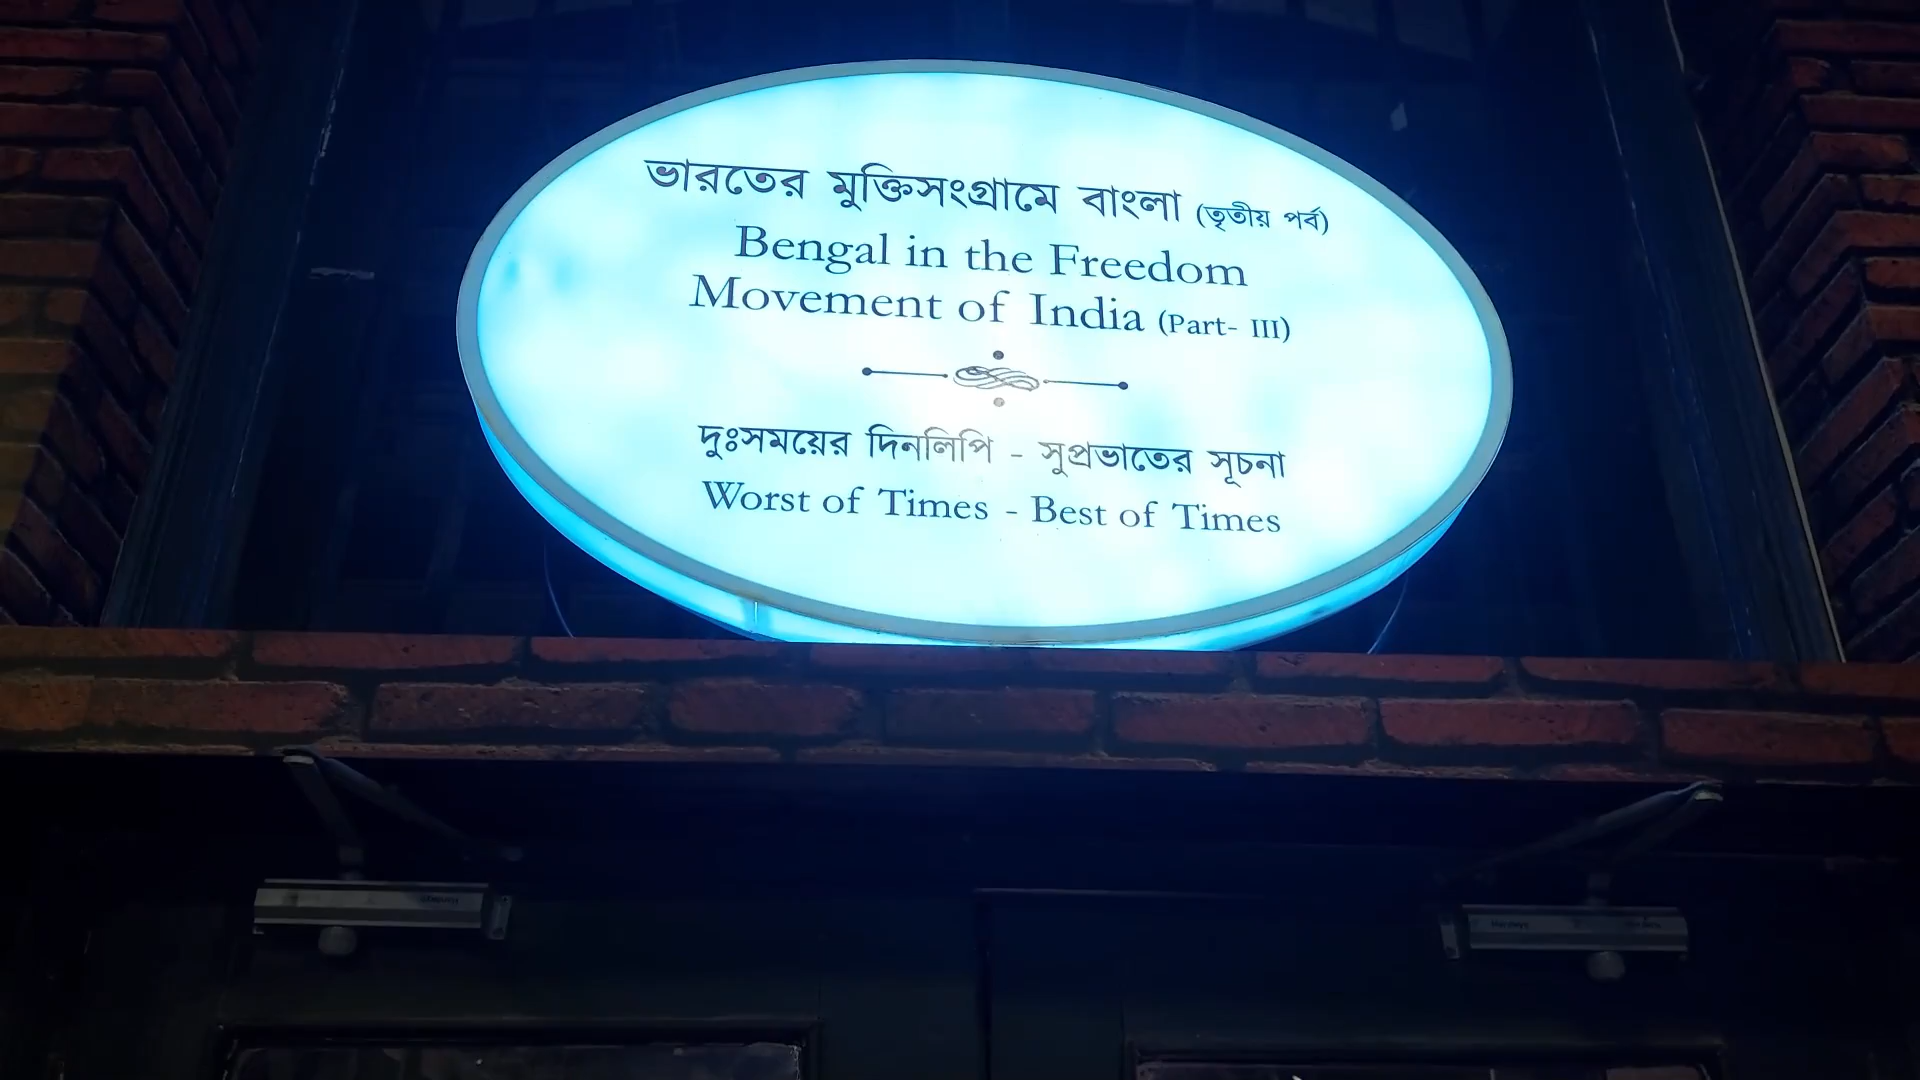 ভারতের মুক্তিসংগ্রামে বাংলা (তৃতীয় পর্ব)
Bengal in the Freedom
Movement of India (Part- III)
দুঃসময়ের দিনলিপি - সুপ্রভাতের সূচনা
Worst of Times - Best of Times